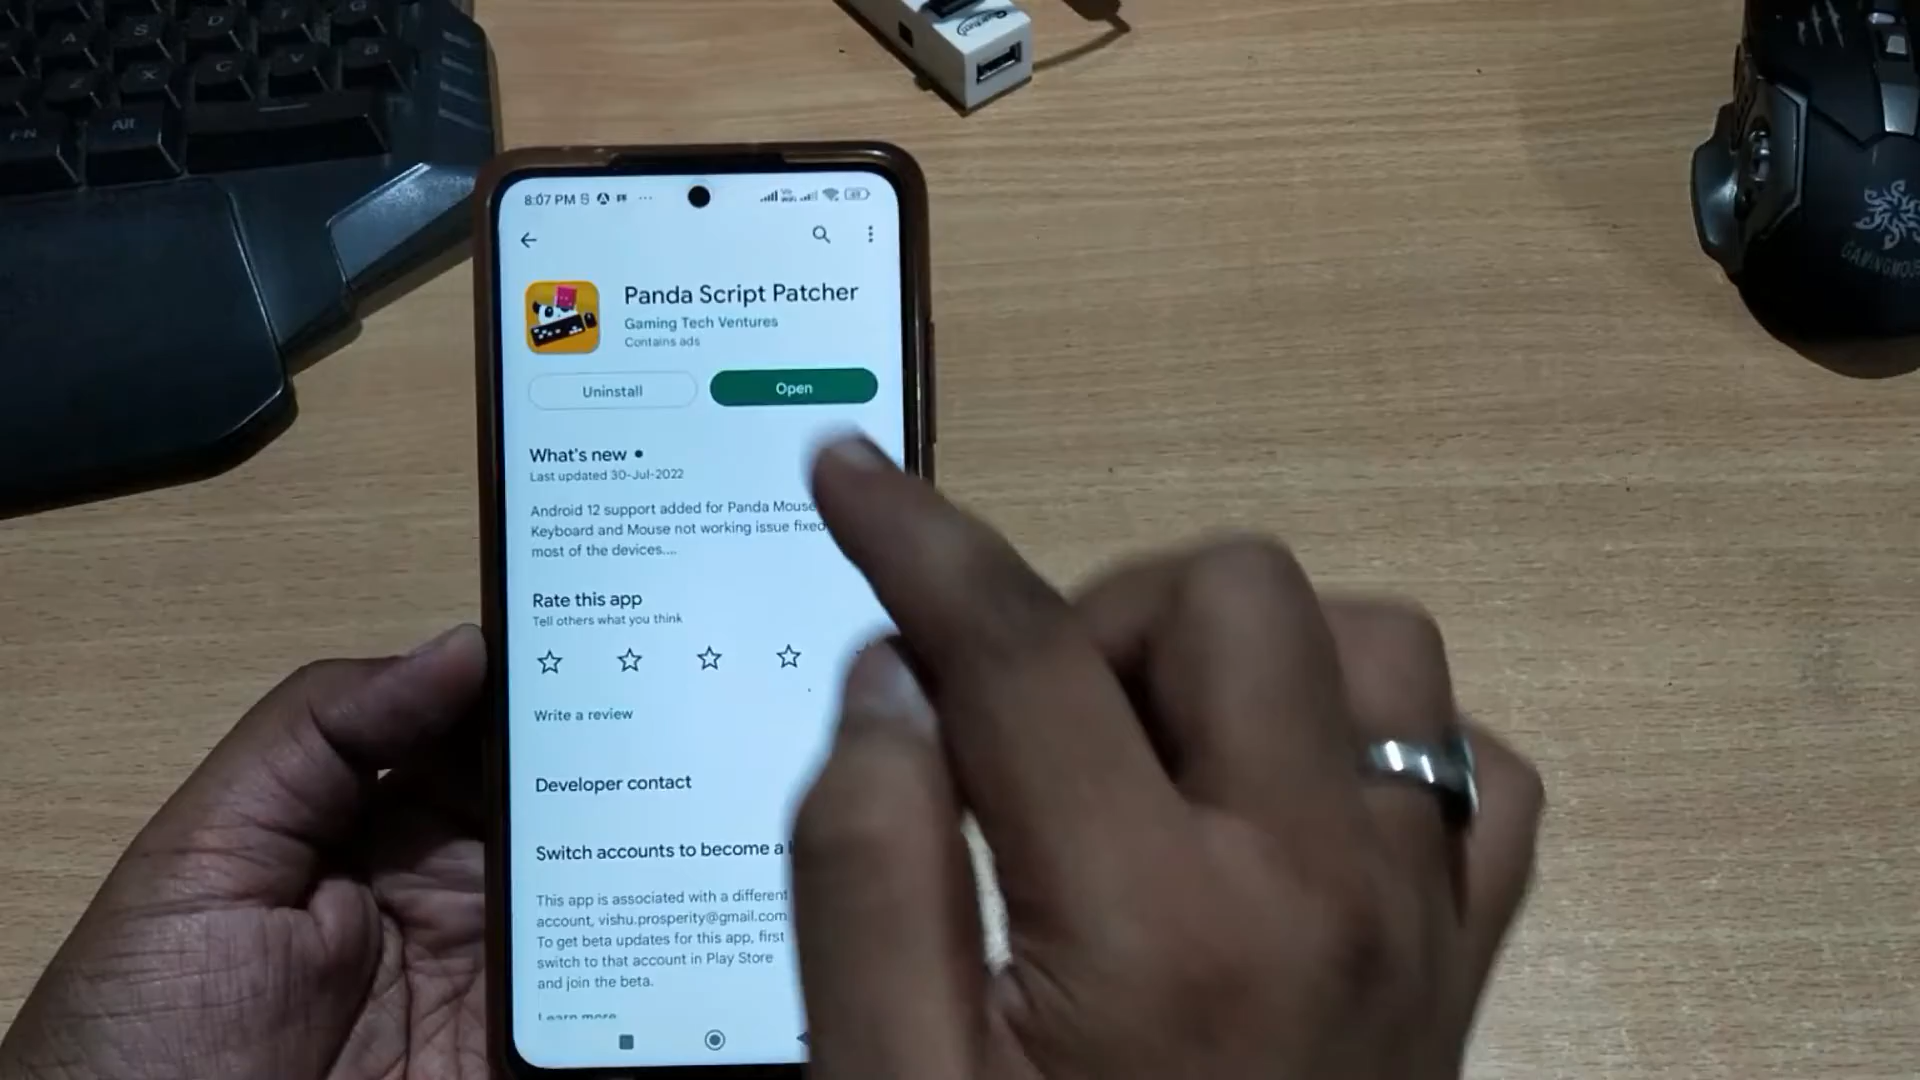 A
S
D
F
G
Z
X
C
V
B
FN
Alt
8:07 PM
Panda Script Patcher
Gaming Tech Ventures
Contains ads
Uninstall
Open
What's new •
Last updated 30-Jul-2022
Android 12 support added for Panda Mouse
Keyboard and Mouse not working issue fixed
most of the devices....
Rate this app
Tell others what you think
Write a review
Developer contact
Switch accounts to become a
This app is associated with a different
account, vishu.prosperity@gmail.com
To get beta updates for this app, first
switch to that account in Play Store
and join the beta.
Learn more